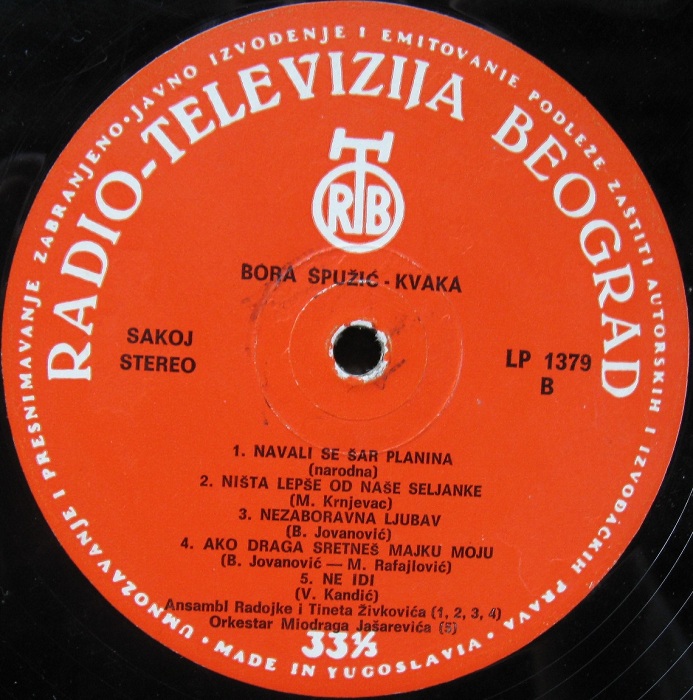 UMNOŽAVANJE I PRESNIMAVANJE ZABRANJENO • JAVNO IZVOĐENJE I EMITOVANJE PODLEŽE ZAŠTITI AUTORSKIH I IZVOĐAČKIH PRAVA • MADE IN YUGOSLAVIA •
RADIO-TELEVIZIJA BEOGRAD
RTB
BORA SPUŽIĆ - KVAKA
SAKOJ
STEREO
LP 1379
B
1. NAVALI SE ŠAR PLANINA
(narodna)
2. NIŠTA LEPŠE OD NAŠE SELJANKE
(M. Krnjevac)
3. NEZABORAVNA LJUBAV
(B. Jovanović)
4. AKO DRAGA SRETNEŠ MAJKU MOJU
(B. Jovanović — M. Rafajlović)
5. NE IDI
(V. Kandić)
Ansambl Radojke i Tineta Živkovića (1, 2, 3, 4)
Orkestar Miodraga Jašarevića (5)
33⅓